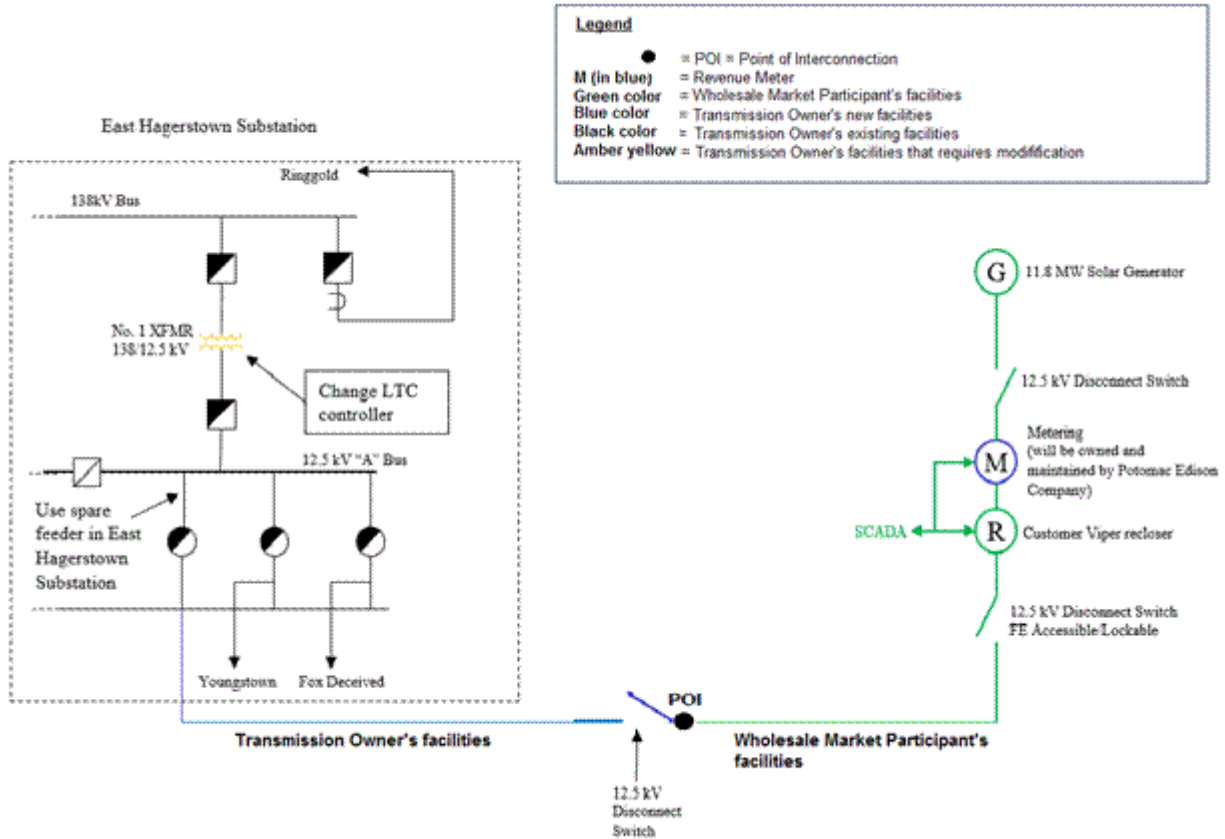 Legend
= POI = Point of Interconnection
M (in blue) = Revenue Meter
Green color = Wholesale Market Participant's facilities
Blue color = Transmission Owner's new facilities
Black color = Transmission Owner's existing facilities
Amber yellow = Transmission Owner's facilities that requires modifification
East Hagerstown Substation
Ringgold
138kV Bus
No. 1 XFMR
138/12.5 kV
Change LTC
controller
12.5 kV "A" Bus
Use spare
feeder in East
Hagerstown
Substation
Youngstown
Fox Deceived
G
11.8 MW Solar Generator
12.5 kV Disconnect Switch
M
Metering
(will be owned and
maintained by Potomac Edison
Company)
SCADA
R
Customer Viper recloser
12.5 kV Disconnect Switch
FE Accessible/Lockable
POI
Transmission Owner's facilities
Wholesale Market Participant's
facilities
12.5 kV
Disconnect
Switch